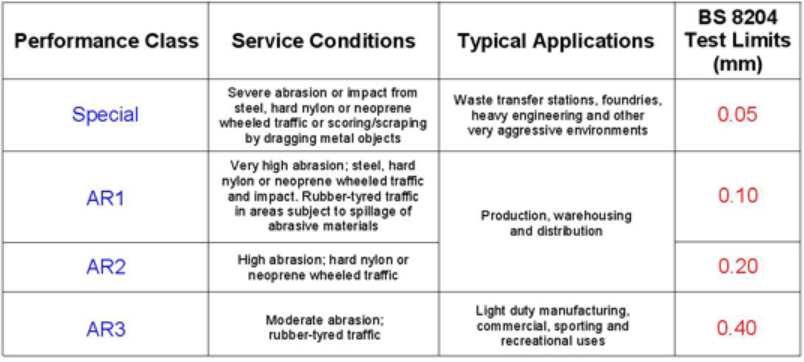 Performance Class
Service Conditions
Typical Applications
BS 8204
Test Limits
(mm)
Special
Severe abrasion or impact from
steel, hard nylon or neoprene
wheeled traffic or scoring/scraping
by dragging metal objects
Waste transfer stations, foundries,
heavy engineering and other
very aggressive environments
0.05
AR1
Very high abrasion; steel, hard
nylon or neoprene wheeled traffic
and impact. Rubber-tyred traffic
in areas subject to spillage of
abrasive materials
Production, warehousing
and distribution
0.10
AR2
High abrasion; hard nylon or
neoprene wheeled traffic
0.20
AR3
Moderate abrasion;
rubber-tyred traffic
Light duty manufacturing,
commercial, sporting and
recreational uses
0.40